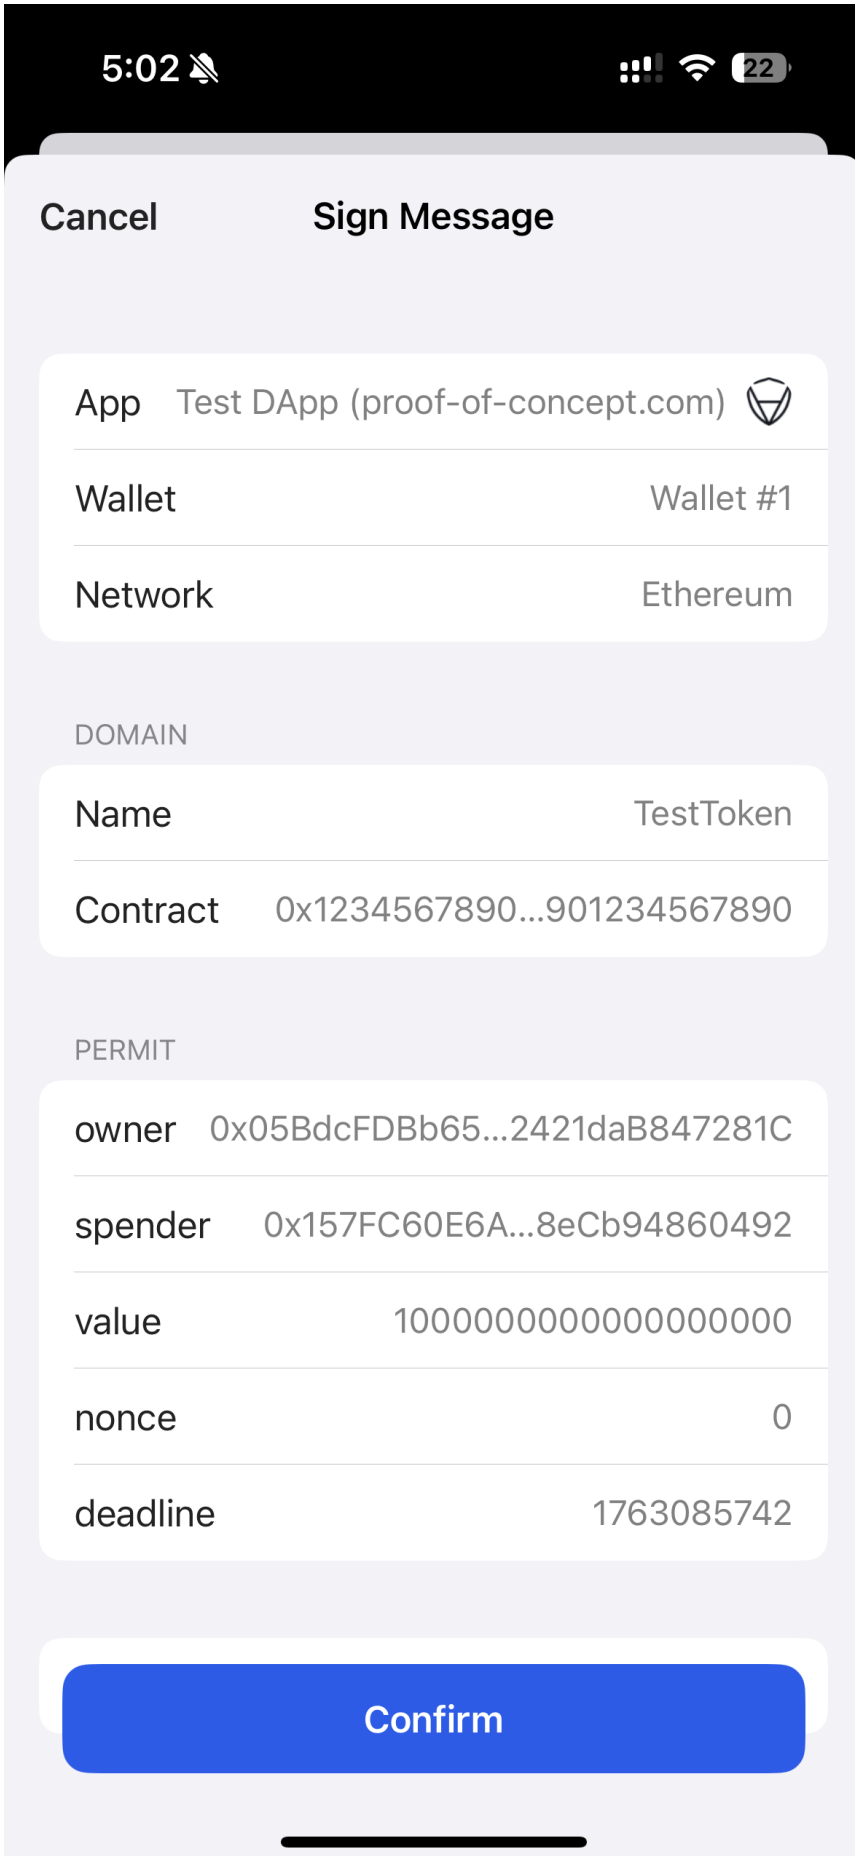 5:02
22
Cancel Sign Message
App Test DApp (proof-of-concept.com)
Wallet Wallet #1
Network Ethereum
DOMAIN
Name TestToken
Contract 0x1234567890...901234567890
PERMIT
owner 0x05BdcFDBb65...2421daB847281C
spender 0x157FC60E6A...8eCb94860492
value 1000000000000000000
nonce 0
deadline 1763085742
Confirm